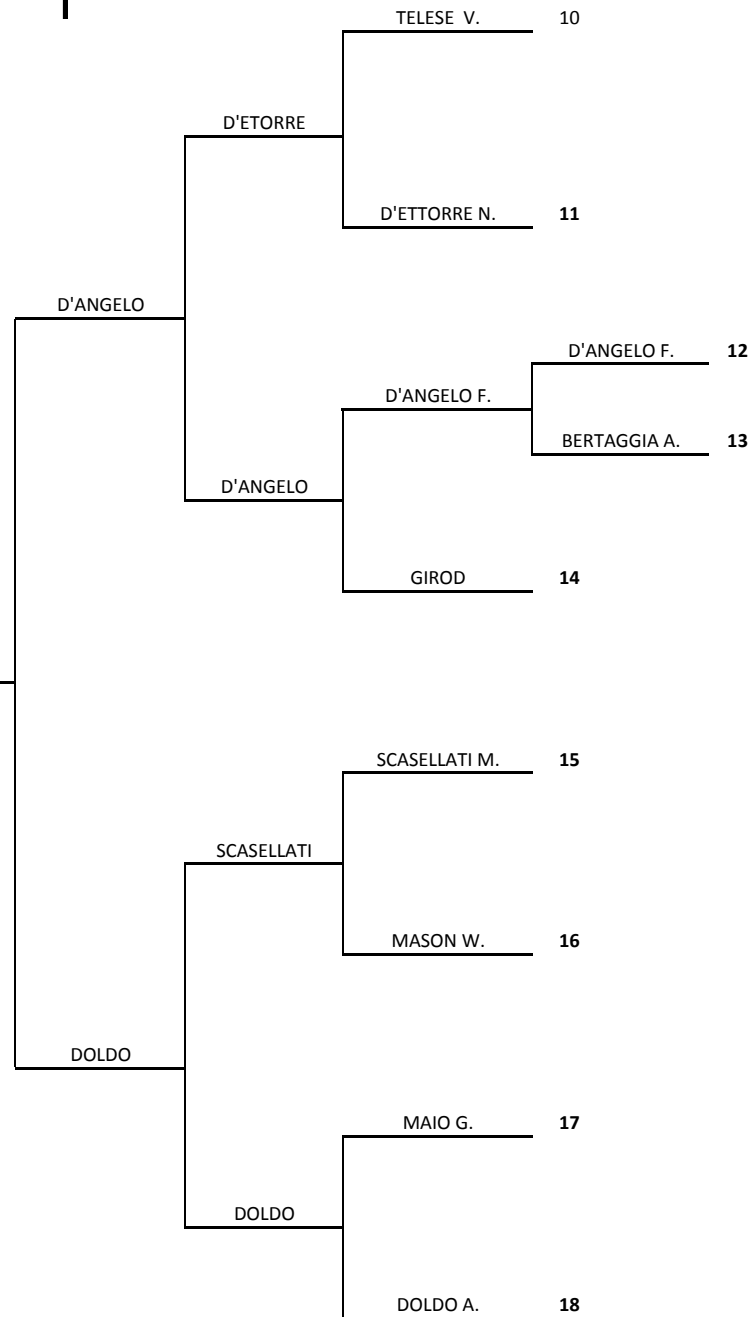 TELESE V. 10
D'ETORRE
D'ETTORRE N. 11
D'ANGELO
D'ANGELO F. 12
D'ANGELO F.
BERTAGGIA A. 13
D'ANGELO
GIROD 14
SCASELLATI M. 15
SCASELLATI
MASON W. 16
DOLDO
MAIO G. 17
DOLDO
DOLDO A. 18